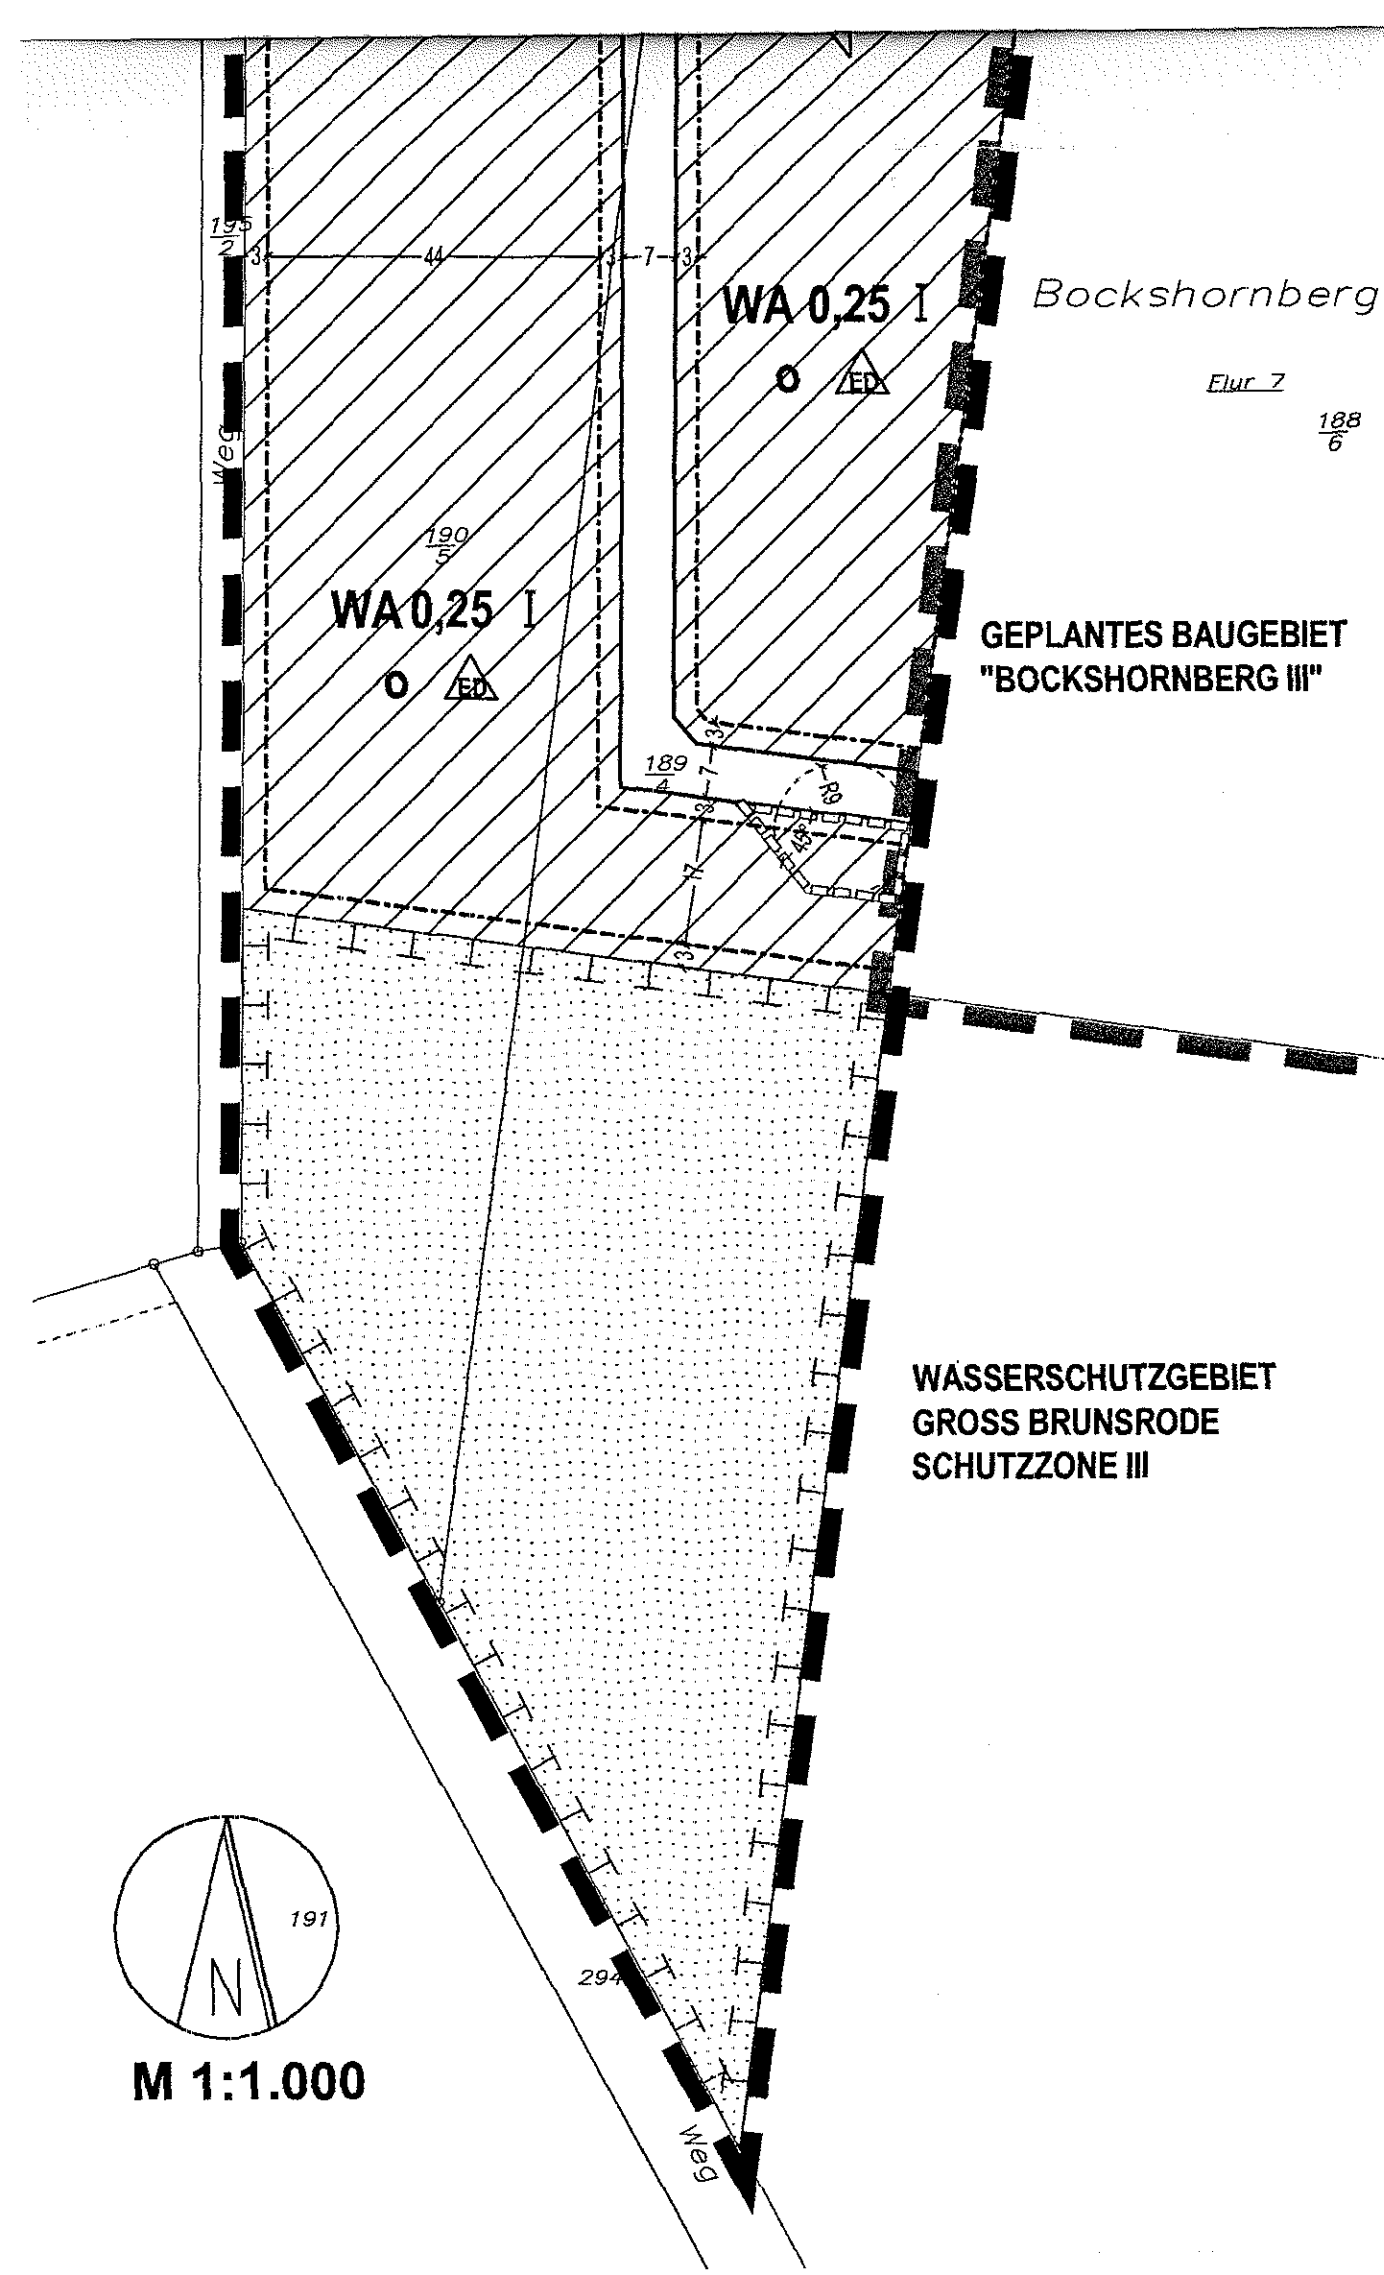 195
2
3
44
3
7
3
WA 0,25 I
o
ED
Bockshornberg
Flur 7
188
6
Weg
190
5
WA 0,25 I
o
ED
GEPLANTES BAUGEBIET
"BOCKSHORNBERG III"
3
189
4
7
R9
3
45°
17
3
WASSERSCHUTZGEBIET
GROSS BRUNSRODE
SCHUTZZONE III
191
N
294
M 1:1.000
Weg